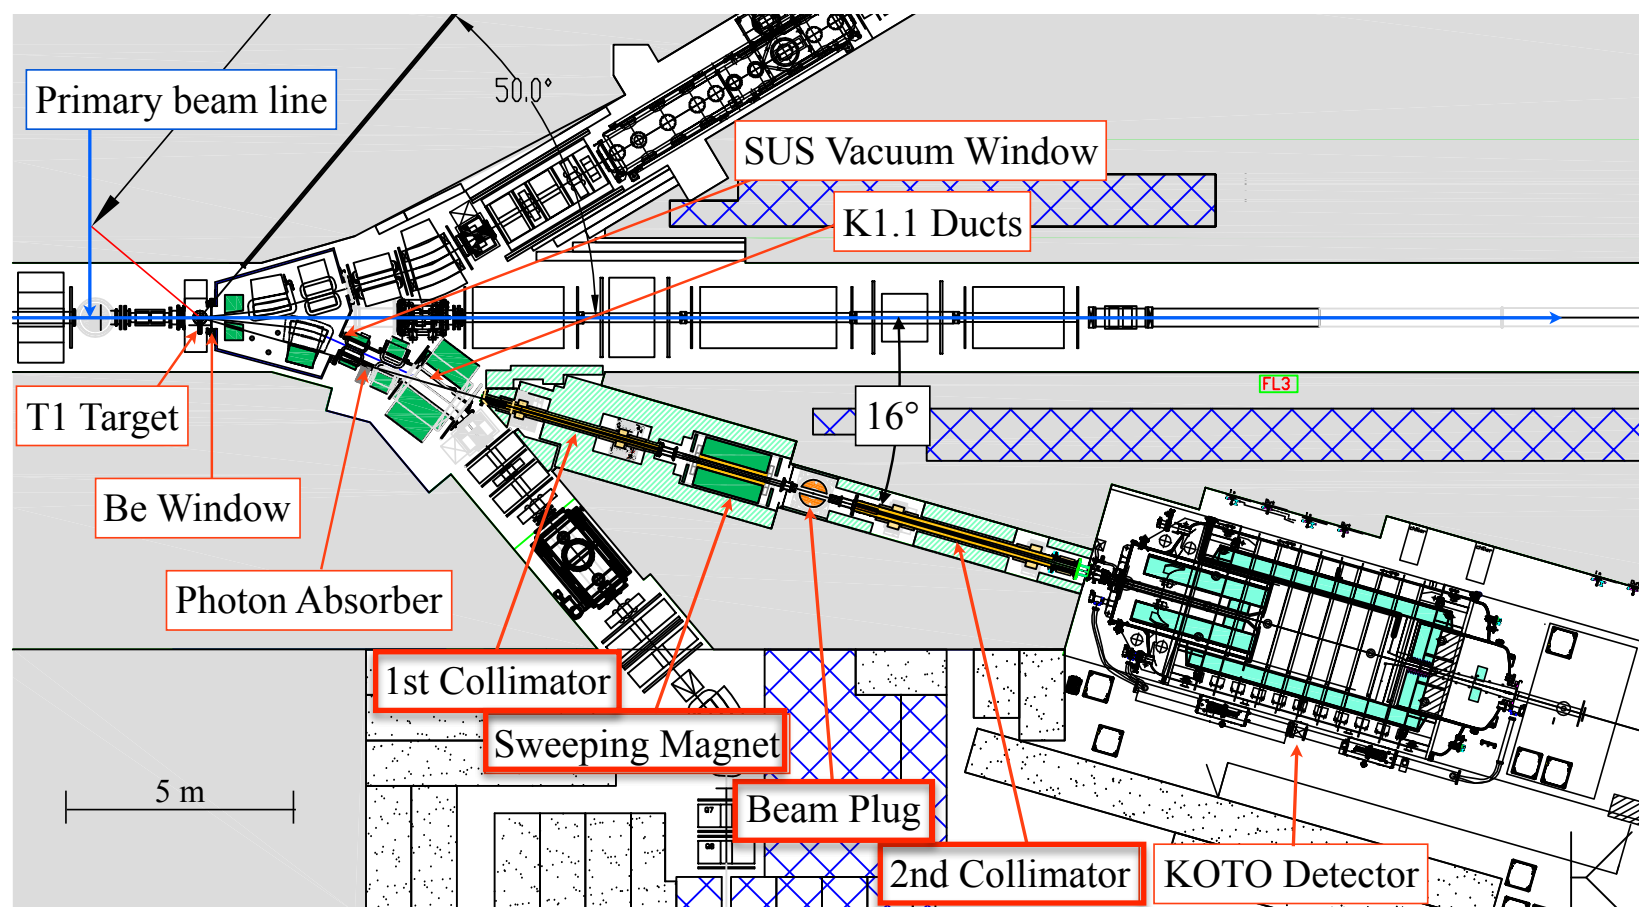 Primary beam line
50.0°
SUS Vacuum Window
K1.1 Ducts
FL3
T1 Target
16°
Be Window
Photon Absorber
1st Collimator
Sweeping Magnet
5 m
Beam Plug
2nd Collimator
KOTO Detector